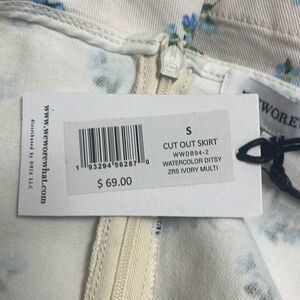 www.weworewhat.com
distributed by ONIA LLC
S
CUT OUT SKIRT
WWDB94-2
WATERCOLOR DITSY
ZR5 IVORY MULTI
1 93294 56287 0
$ 69.00
WEWOREW